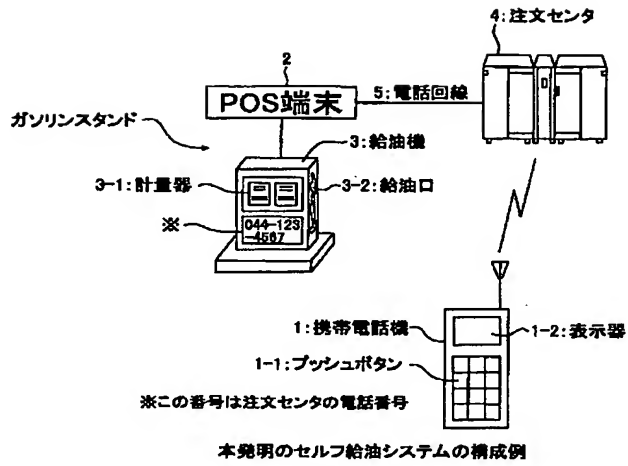 4:注文センタ
2
POS端末
5:電話回線
ガソリンスタンド
3:給油機
3-1:計量器
3-2:給油口
※
044-123
-4567
1:携帯電話機
1-2:表示器
1-1:プッシュボタン
※この番号は注文センタの電話番号
本発明のセルフ給油システムの構成例